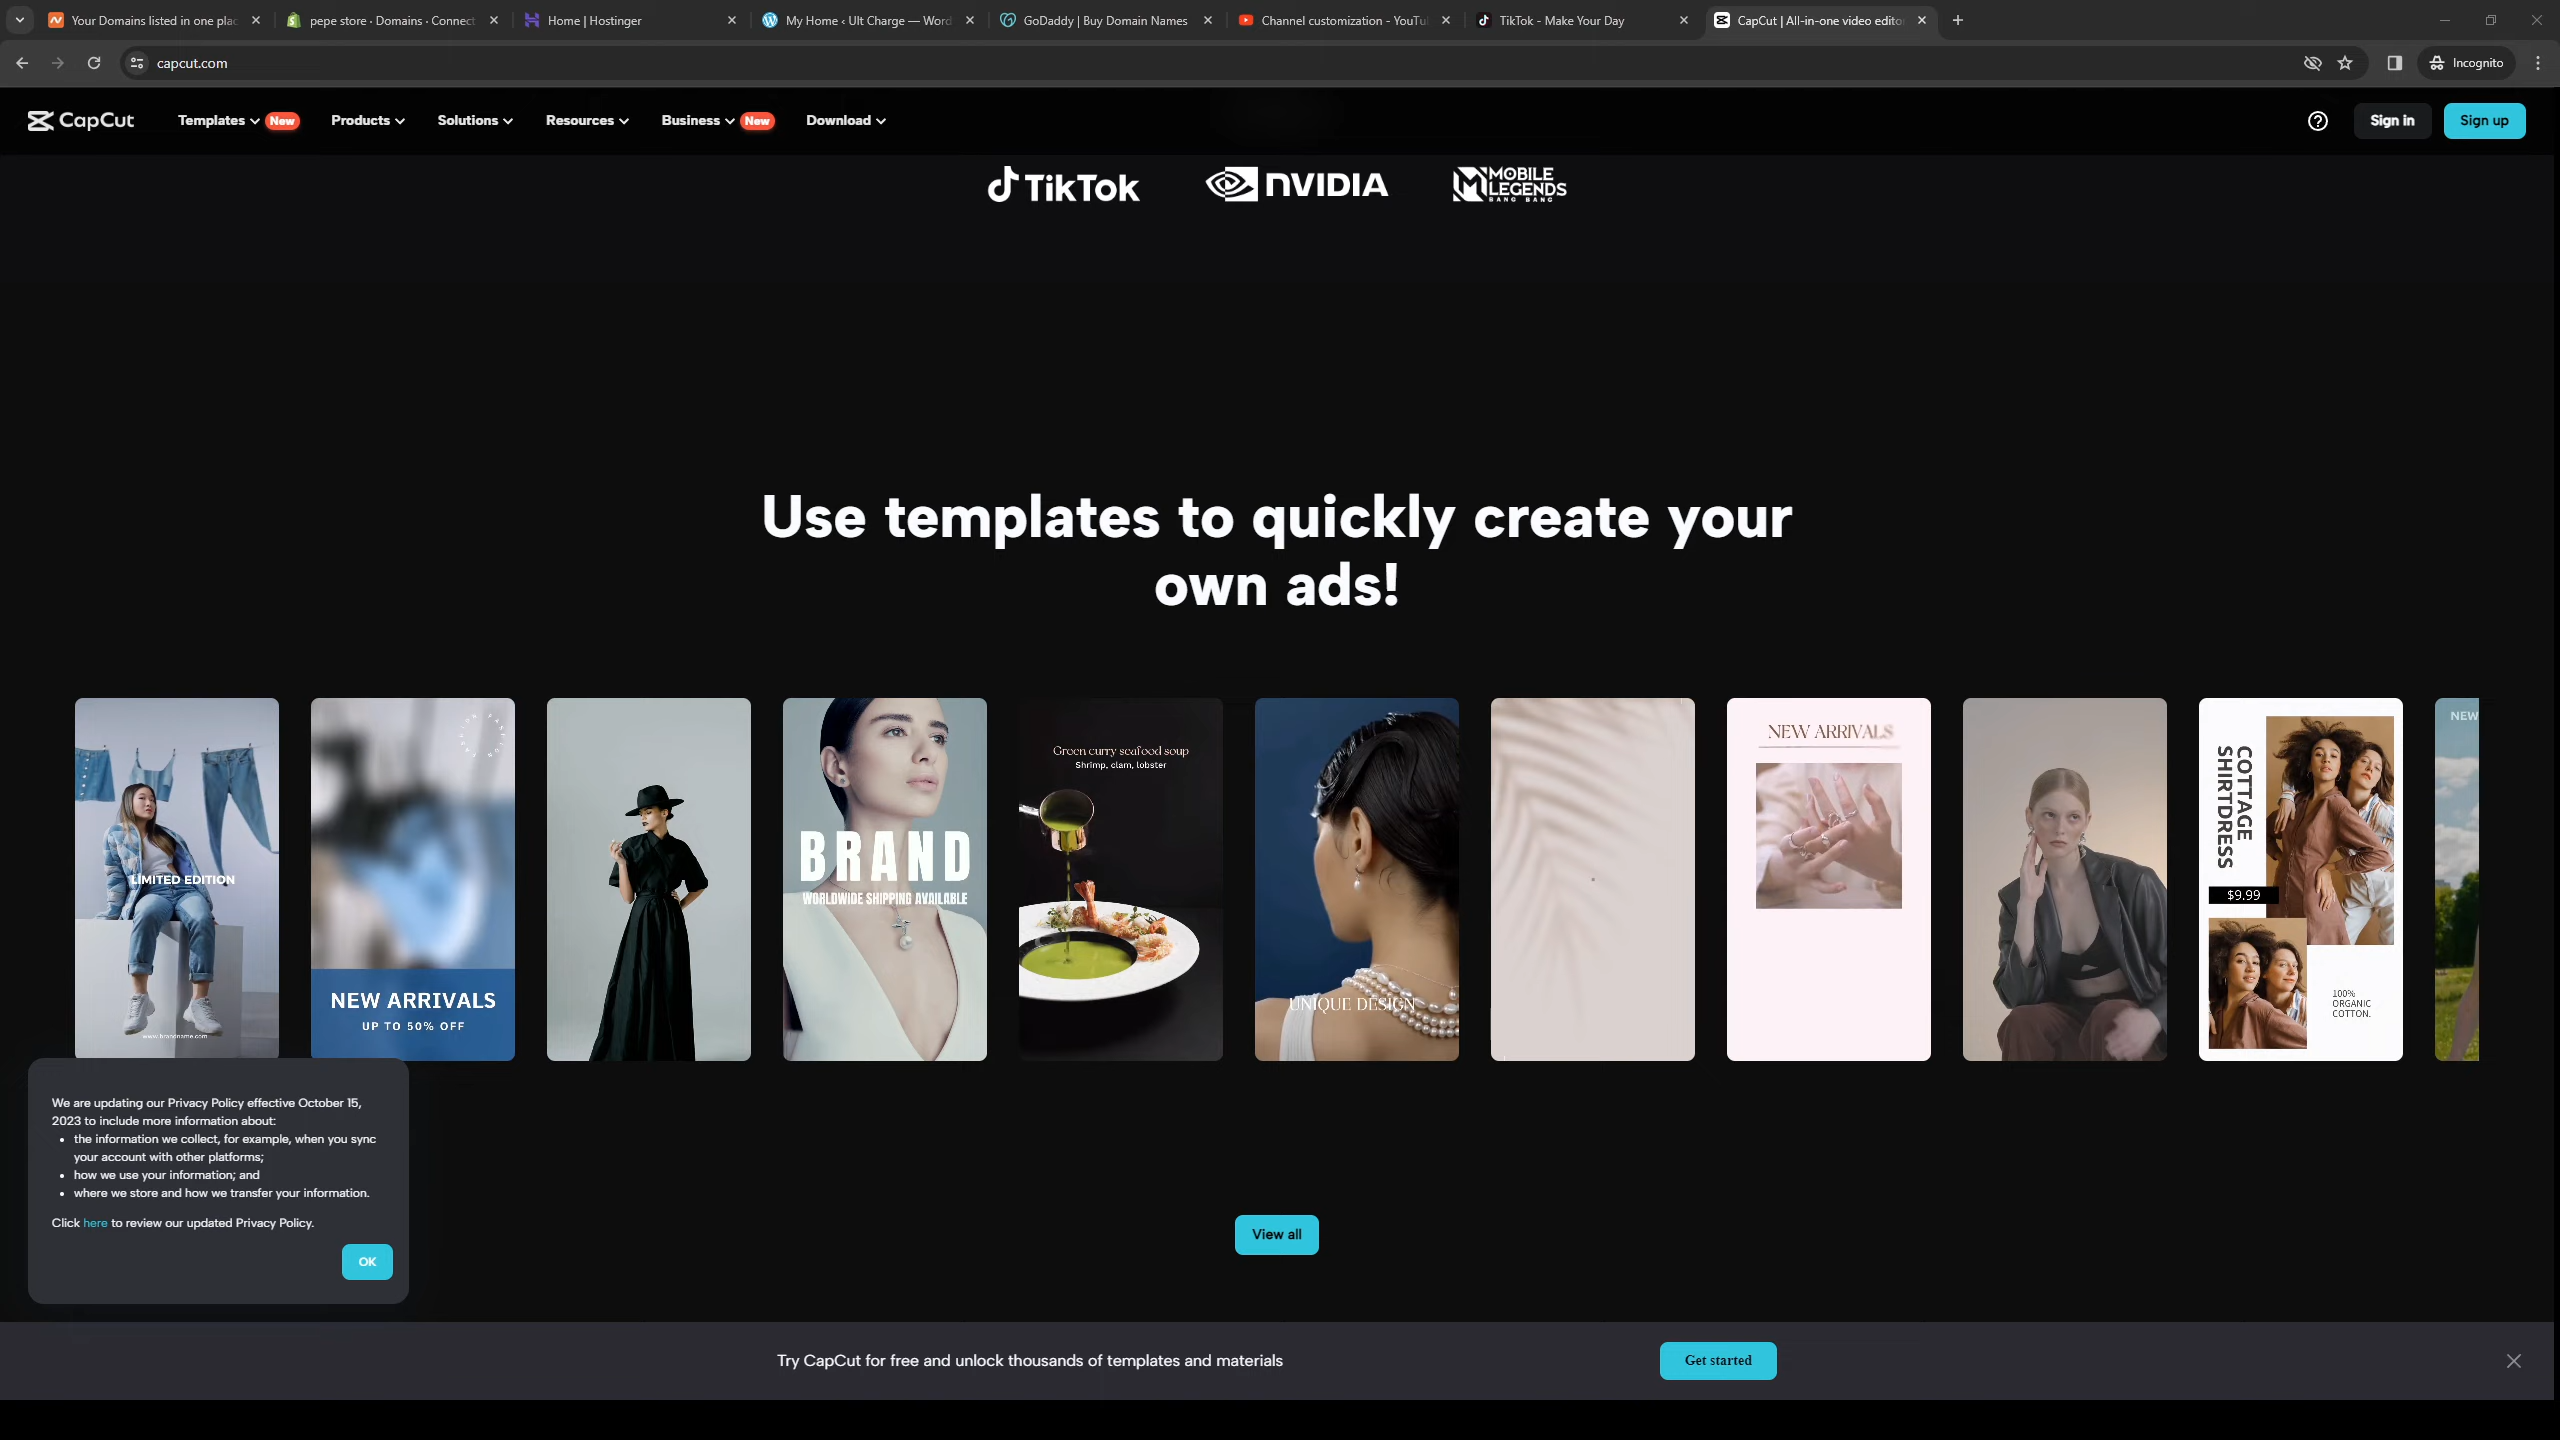 Your Domains listed in one plac
pepe store · Domains · Connect
Home | Hostinger
My Home ‹ Ult Charge — Word
GoDaddy | Buy Domain Names
Channel customization - YouTu
TikTok - Make Your Day
CapCut | All-in-one video edito
capcut.com
Incognito
CapCut
Templates New
Products
Solutions
Resources
Business New
Download
Sign in
Sign up
TikTok
NVIDIA
MOBILE
LEGENDS
BANG BANG
Use templates to quickly create your
own ads!
LIMITED EDITION
www.brandname.com
NEW ARRIVALS
UP TO 50% OFF
BRAND
WORLDWIDE SHIPPING AVAILABLE
Green curry seafood soup
Shrimp, clam, lobster
UNIQUE DESIGN
NEW ARRIVALS
COTTAGE
SHIRTDRESS
$9.99
100%
ORGANIC
COTTON.
NEW
We are updating our Privacy Policy effective October 15,
2023 to include more information about:
• the information we collect, for example, when you sync
your account with other platforms;
• how we use your information; and
• where we store and how we transfer your information.
Click here to review our updated Privacy Policy.
OK
View all
Try CapCut for free and unlock thousands of templates and materials
Get started